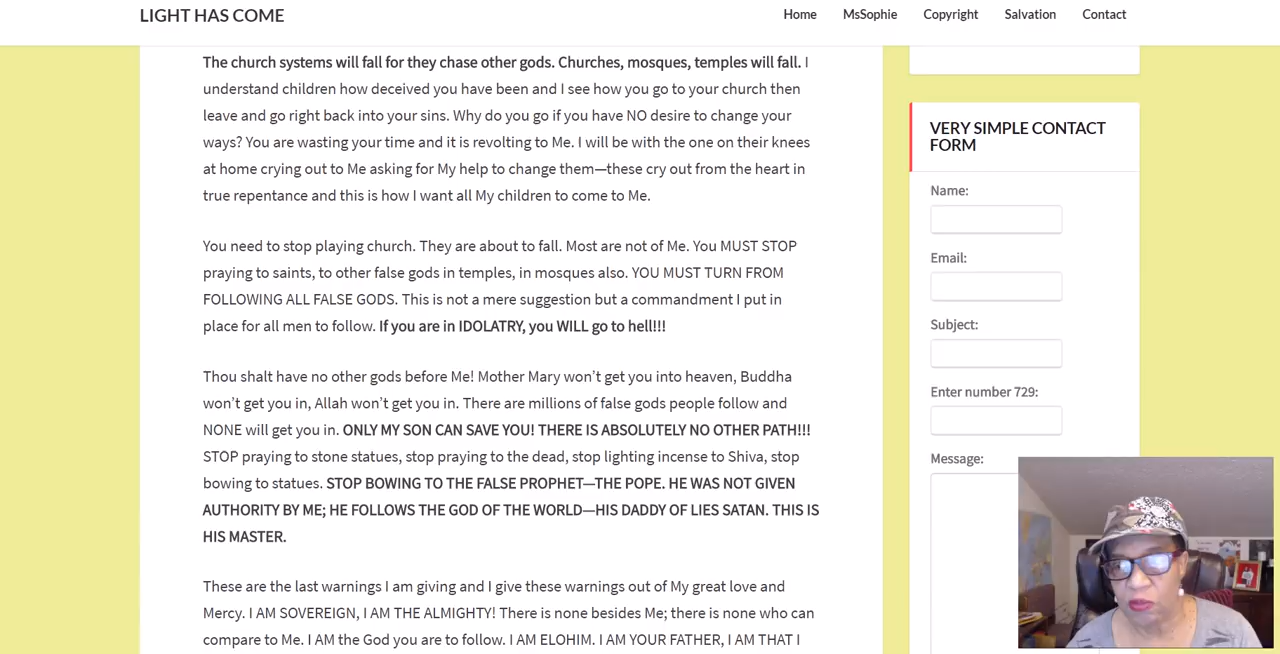 LIGHT HAS COME
Home MsSophie Copyright Salvation Contact
The church systems will fall for they chase other gods. Churches, mosques, temples will fall. I
understand children how deceived you have been and I see how you go to your church then
leave and go right back into your sins. Why do you go if you have NO desire to change your
ways? You are wasting your time and it is revolting to Me. I will be with the one on their knees
at home crying out to Me asking for My help to change them—these cry out from the heart in
true repentance and this is how I want all My children to come to Me.
You need to stop playing church. They are about to fall. Most are not of Me. You MUST STOP
praying to saints, to other false gods in temples, in mosques also. YOU MUST TURN FROM
FOLLOWING ALL FALSE GODS. This is not a mere suggestion but a commandment I put in
place for all men to follow. If you are in IDOLATRY, you WILL go to hell!!!
Thou shalt have no other gods before Me! Mother Mary won’t get you into heaven, Buddha
won’t get you in, Allah won’t get you in. There are millions of false gods people follow and
NONE will get you in. ONLY MY SON CAN SAVE YOU! THERE IS ABSOLUTELY NO OTHER PATH!!!
STOP praying to stone statues, stop praying to the dead, stop lighting incense to Shiva, stop
bowing to statues. STOP BOWING TO THE FALSE PROPHET—THE POPE. HE WAS NOT GIVEN
AUTHORITY BY ME; HE FOLLOWS THE GOD OF THE WORLD—HIS DADDY OF LIES SATAN. THIS IS
HIS MASTER.
These are the last warnings I am giving and I give these warnings out of My great love and
Mercy. I AM SOVEREIGN, I AM THE ALMIGHTY! There is none besides Me; there is none who can
compare to Me. I AM the God you are to follow. I AM ELOHIM. I AM YOUR FATHER, I AM THAT I
VERY SIMPLE CONTACT
FORM
Name:
Email:
Subject:
Enter number 729:
Message: